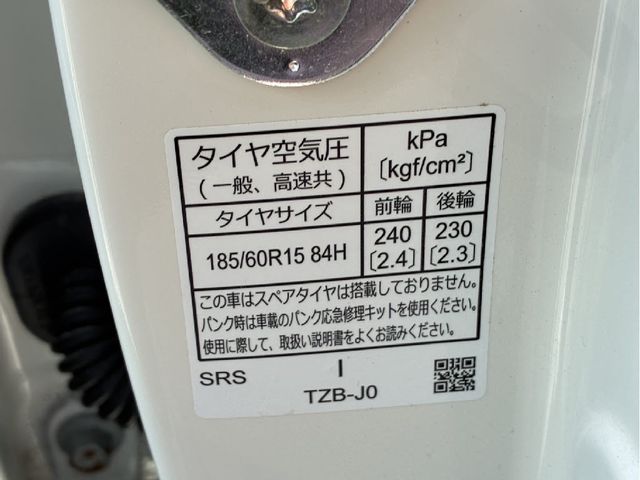 タイヤ空気圧
(一般、高速共)
kPa
〔kgf/cm²〕
タイヤサイズ 前輪 後輪
185/60R15 84H 240 230
〔2.4〕 〔2.3〕
この車はスペアタイヤは搭載しておりません。
パンク時は車載のパンク応急修理キットを使用ください。
使用に際して、取扱い説明書をよくお読みください。
SRS I
TZB-J0